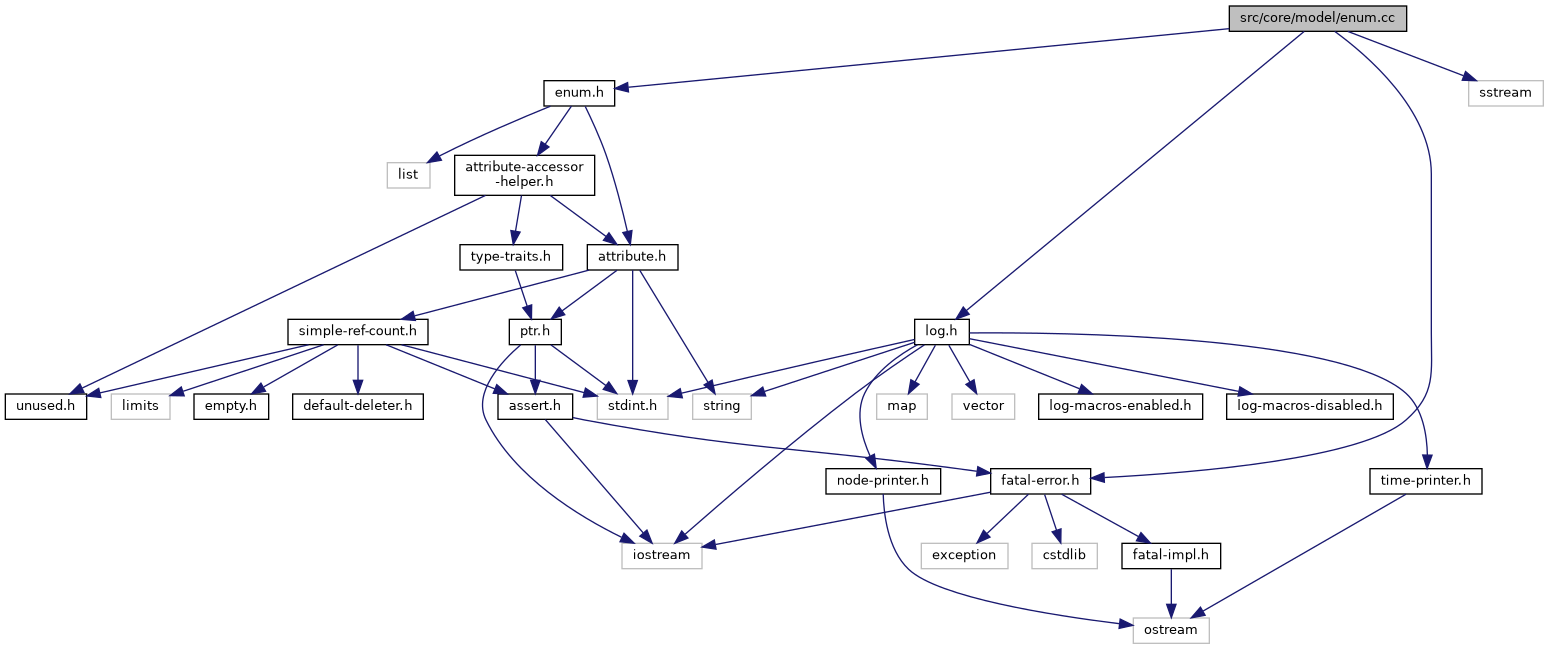 src/core/model/enum.cc
enum.h
sstream
list
attribute-accessor
-helper.h
type-traits.h
attribute.h
simple-ref-count.h
ptr.h
log.h
unused.h
limits
empty.h
default-deleter.h
assert.h
stdint.h
string
map
vector
log-macros-enabled.h
log-macros-disabled.h
node-printer.h
fatal-error.h
time-printer.h
iostream
exception
cstdlib
fatal-impl.h
ostream